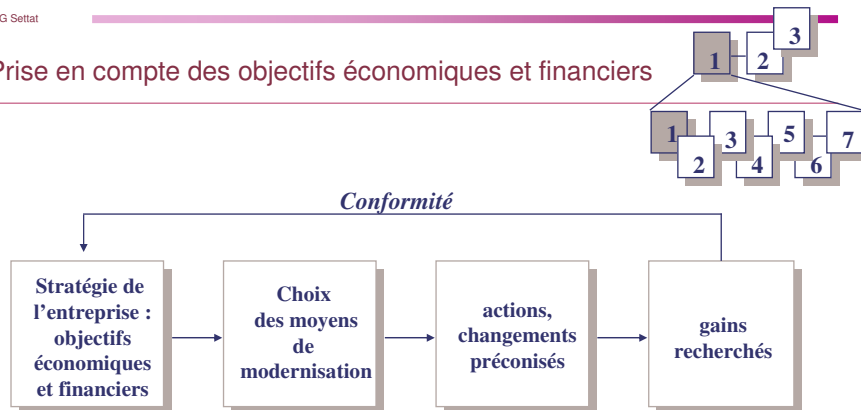 G Settat
Prise en compte des objectifs économiques et financiers
1 2 3
1 2 3 4 5 6 7
Conformité
Stratégie de
l'entreprise :
objectifs
économiques
et financiers
Choix
des moyens
de
modernisation
actions,
changements
préconisés
gains
recherchés